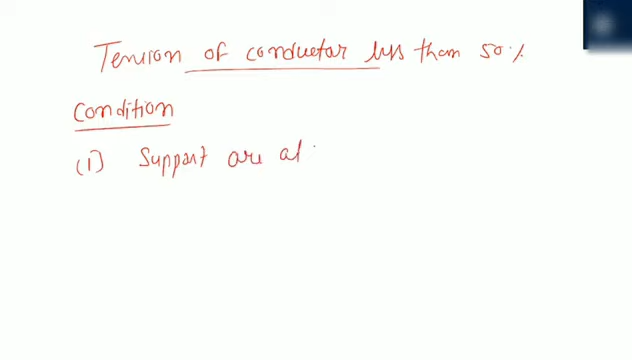 Tension of conductor less than 50%
Condition
(1) Support are at